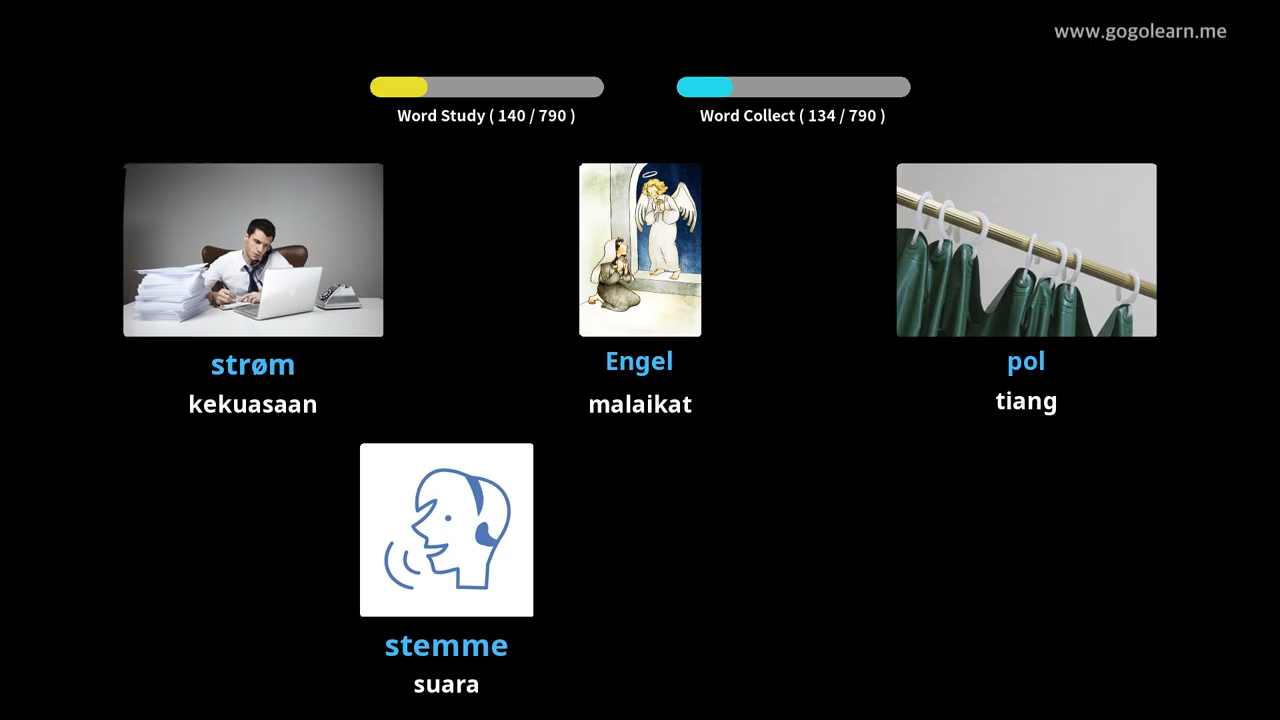 www.gogolearn.me
Word Study ( 140 / 790 )
Word Collect ( 134 / 790 )
strøm
kekuasaan
Engel
malaikat
pol
tiang
stemme
suara